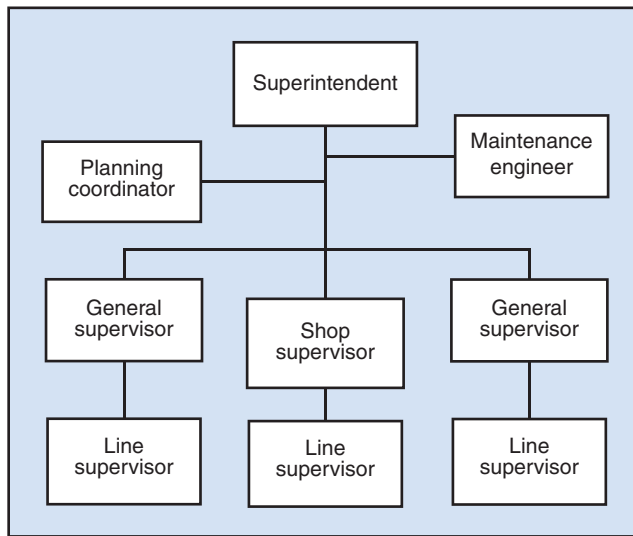 Superintendent
Maintenance
engineer
Planning
coordinator
General
supervisor
Shop
supervisor
General
supervisor
Line
supervisor
Line
supervisor
Line
supervisor